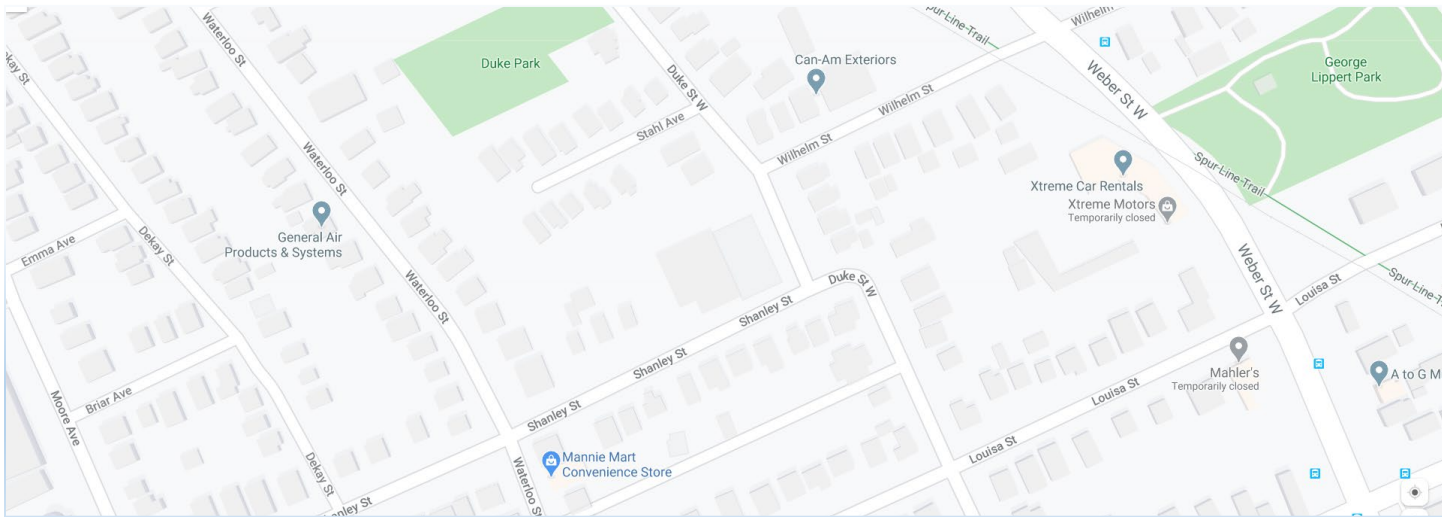 Waterloo St
Duke Park
Duke St W
Can-Am Exteriors
Spur-Line-Trail
Wilhelm St
Weber St W
George
Lippert Park
Dekay St
Waterloo St
Stahl Ave
Wilhelm St
Xtreme Car Rentals
Xtreme Motors
Temporarily closed
Spur-Line-Trail
General Air
Products & Systems
Emma Ave
Dekay St
Waterloo St
Duke St W
Shanley St
Weber St W
Louisa St
Spur-Line-T
Shanley St
Mahler's
Temporarily closed
A to G M
Briar Ave
Moore Ave
Shanley St
Louisa St
Louisa St
Mannie Mart
Convenience Store
Dekay St
Waterloo St